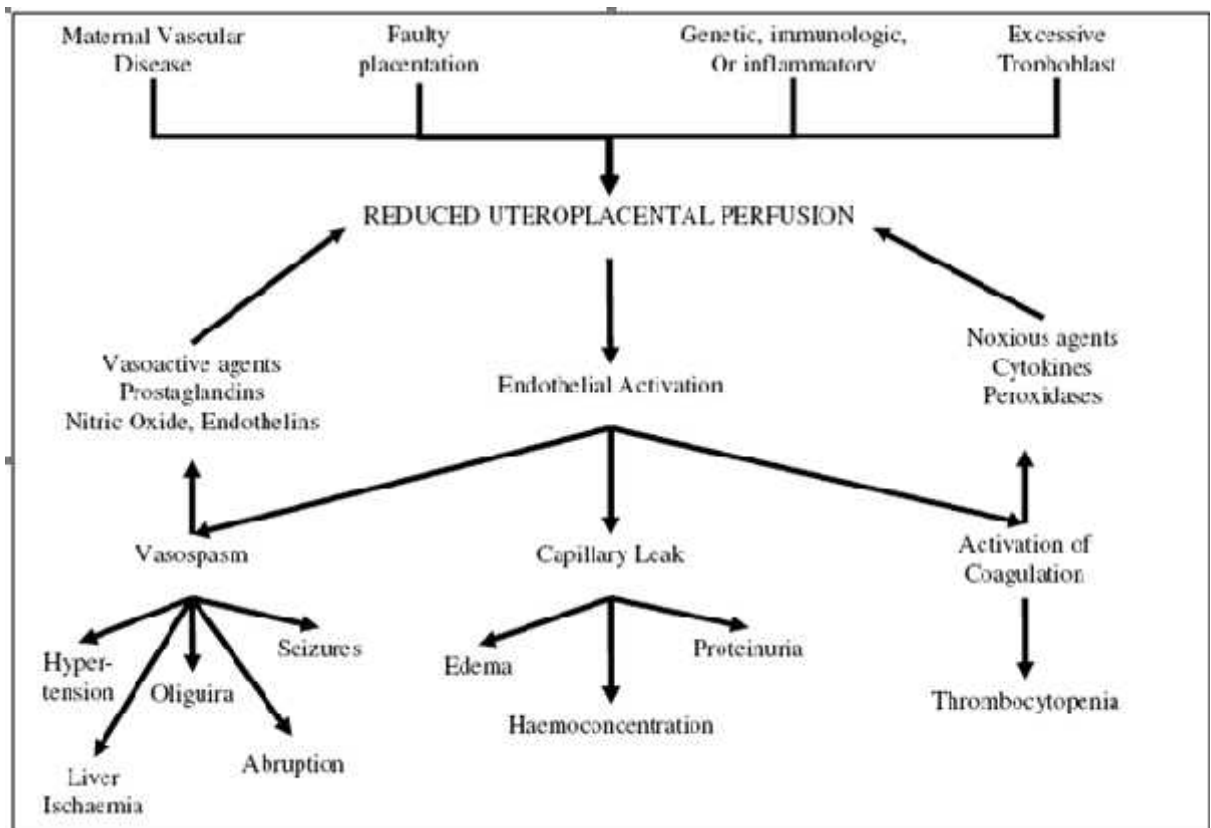 Maternal Vascular
Disease
Faulty
placentation
Genetic, immunologic,
Or inflammatory
Excessive
Trophoblast
REDUCED UTEROPLACENTAL PERFUSION
Vasoactive agents
Prostaglandins
Nitric Oxide, Endothelins
Endothelial Activation
Noxious agents
Cytokines
Peroxidases
Vasospasm
Capillary Leak
Activation of
Coagulation
Hyper-
tension
Oliguira
Seizures
Liver
Ischaemia
Abruption
Edema
Proteinuria
Haemoconcentration
Thrombocytopenia